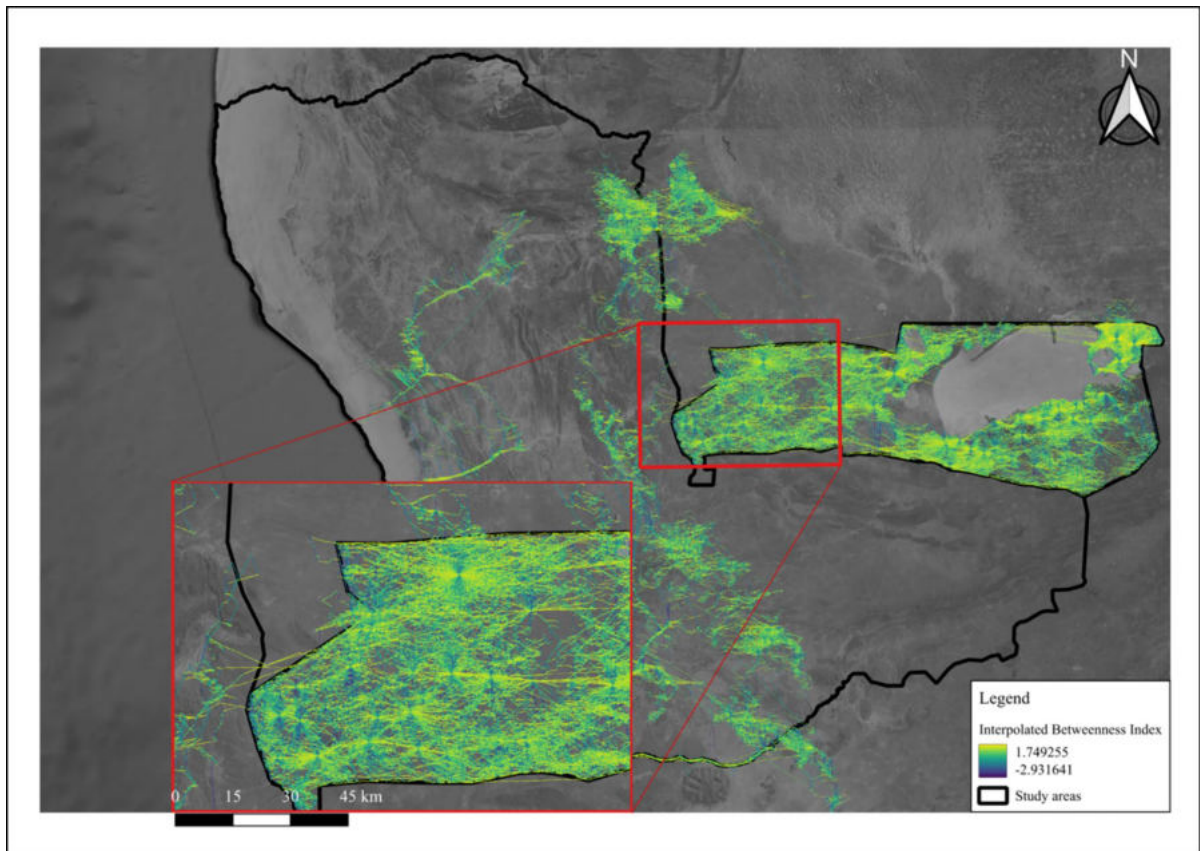 N
Legend
Interpolated Betweenness Index
1.749255
-2.931641
Study areas
0 15 30 45 km